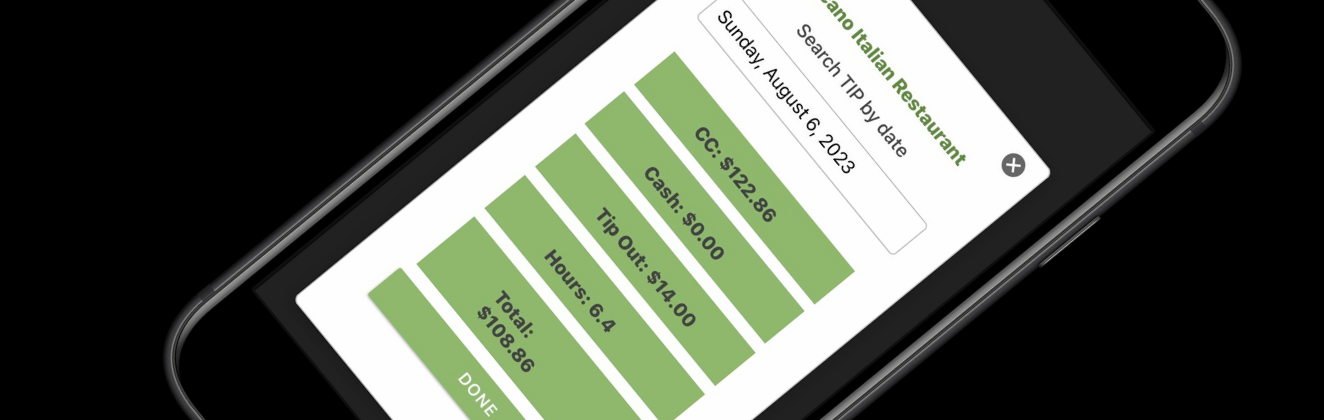 ano Italian Restaurant
Search TIP by date
Sunday, August 6, 2023
CC: $122.86
Cash: $0.00
Tip Out: $14.00
Hours: 6.4
Total:
$108.86
DONE